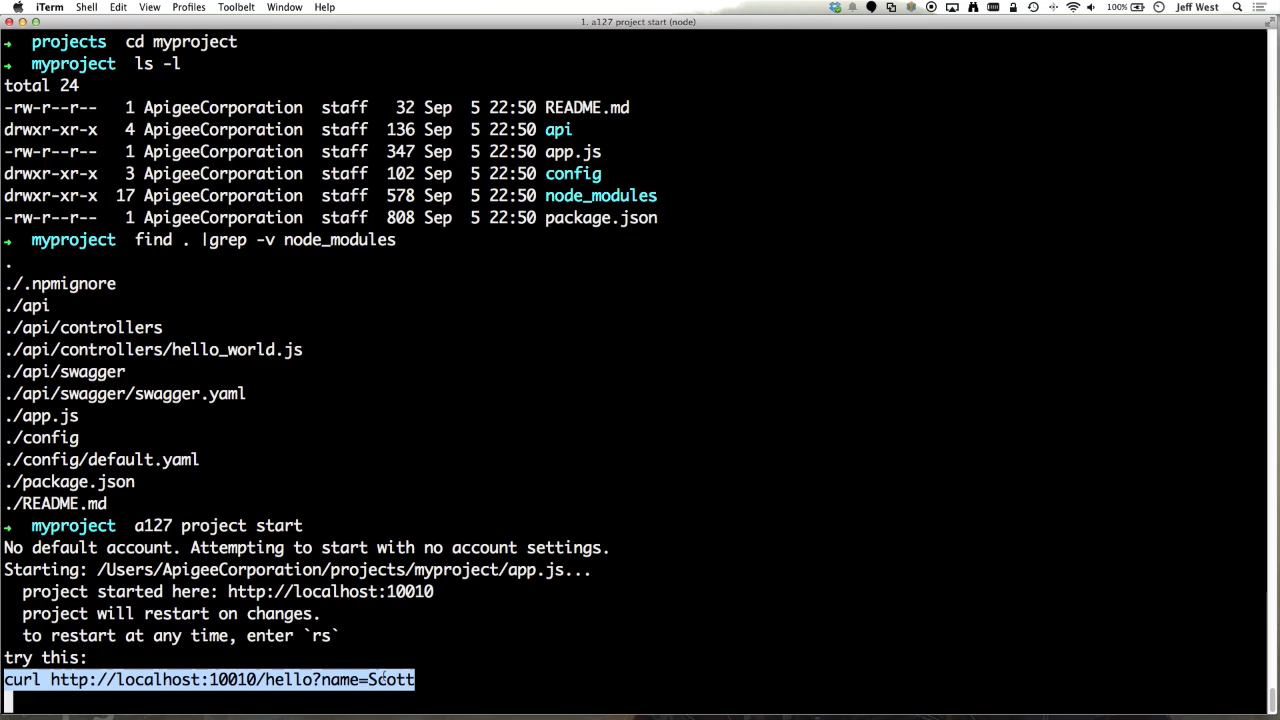 iTerm Shell Edit View Profiles Toolbelt Window Help 100% Jeff West
1. a127 project start (node)
→ projects cd myproject
→ myproject ls -l
total 24
-rw-r--r-- 1 ApigeeCorporation staff 32 Sep 5 22:50 README.md
drwxr-xr-x 4 ApigeeCorporation staff 136 Sep 5 22:50 api
-rw-r--r-- 1 ApigeeCorporation staff 347 Sep 5 22:50 app.js
drwxr-xr-x 3 ApigeeCorporation staff 102 Sep 5 22:50 config
drwxr-xr-x 17 ApigeeCorporation staff 578 Sep 5 22:50 node_modules
-rw-r--r-- 1 ApigeeCorporation staff 808 Sep 5 22:50 package.json
→ myproject find . |grep -v node_modules
.
./.npmignore
./api
./api/controllers
./api/controllers/hello_world.js
./api/swagger
./api/swagger/swagger.yaml
./app.js
./config
./config/default.yaml
./package.json
./README.md
→ myproject a127 project start
No default account. Attempting to start with no account settings.
Starting: /Users/ApigeeCorporation/projects/myproject/app.js...
project started here: http://localhost:10010
project will restart on changes.
to restart at any time, enter `rs`
try this:
curl http://localhost:10010/hello?name=Scott